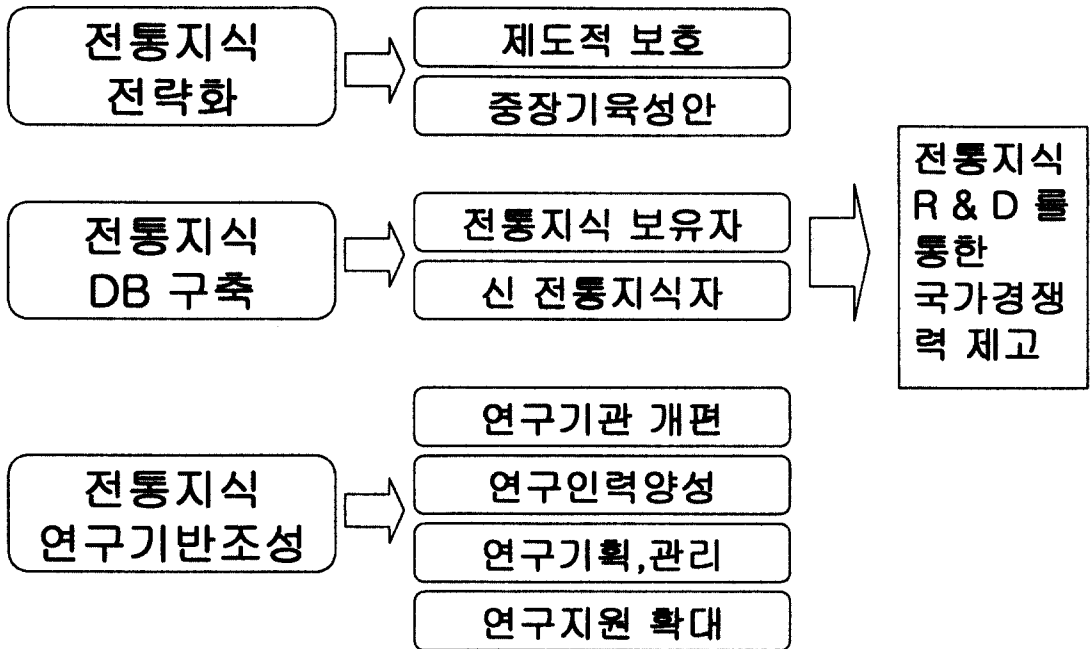 전통지식
전략화
제도적 보호
중장기육성안
전통지식
DB 구축
전통지식 보유자
신 전통지식자
전통지식
연구기반조성
연구기관 개편
연구인력양성
연구기획,관리
연구지원 확대
전통지식
R & D 를
통한
국가경쟁
력 제고